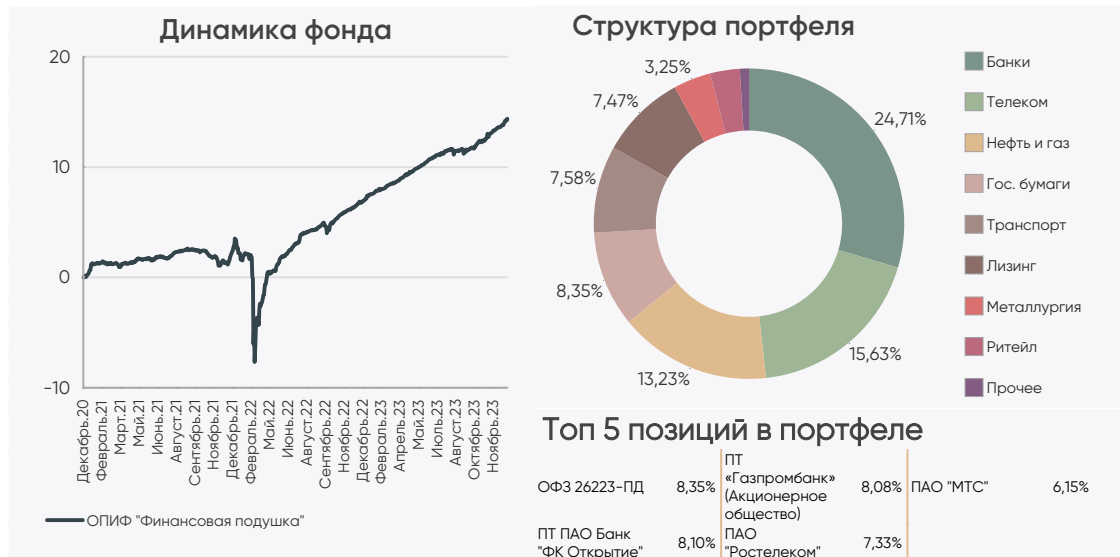 Динамика фонда
20
10
0
-10
Декабрь.20
Февраль.21
Март.21
Май.21
Июнь.21
Август.21
Сентябрь.21
Ноябрь.21
Декабрь.21
Февраль.22
Май.22
Июнь.22
Август.22
Сентябрь.22
Ноябрь.22
Декабрь.22
Февраль.23
Апрель.23
Май.23
Июль.23
Август.23
Октябрь.23
Ноябрь.23
ОПИФ "Финансовая подушка"
Структура портфеля
24,71%
15,63%
13,23%
8,35%
7,58%
7,47%
3,25%
Банки
Телеком
Нефть и газ
Гос. бумаги
Транспорт
Лизинг
Металлургия
Ритейл
Прочее
Топ 5 позиций в портфеле
ОФЗ 26223-ПД 8,35%
ПТ
«Газпромбанк»
(Акционерное
общество)
8,08%
ПАО "МТС" 6,15%
ПТ ПАО Банк
"ФК Открытие"
8,10%
ПАО
"Ростелеком"
7,33%